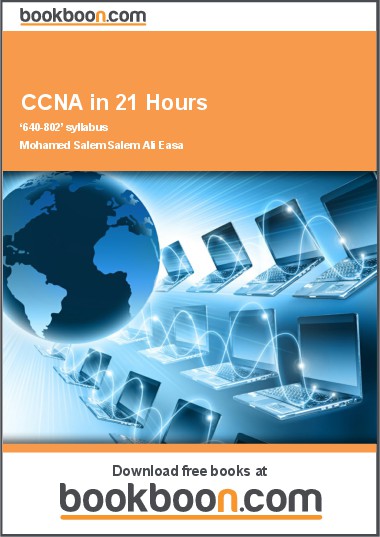 bookboon.com
CCNA in 21 Hours
‘640-802’ syllabus
Mohamed Salem Salem Ali Easa
Download free books at
bookboon.com